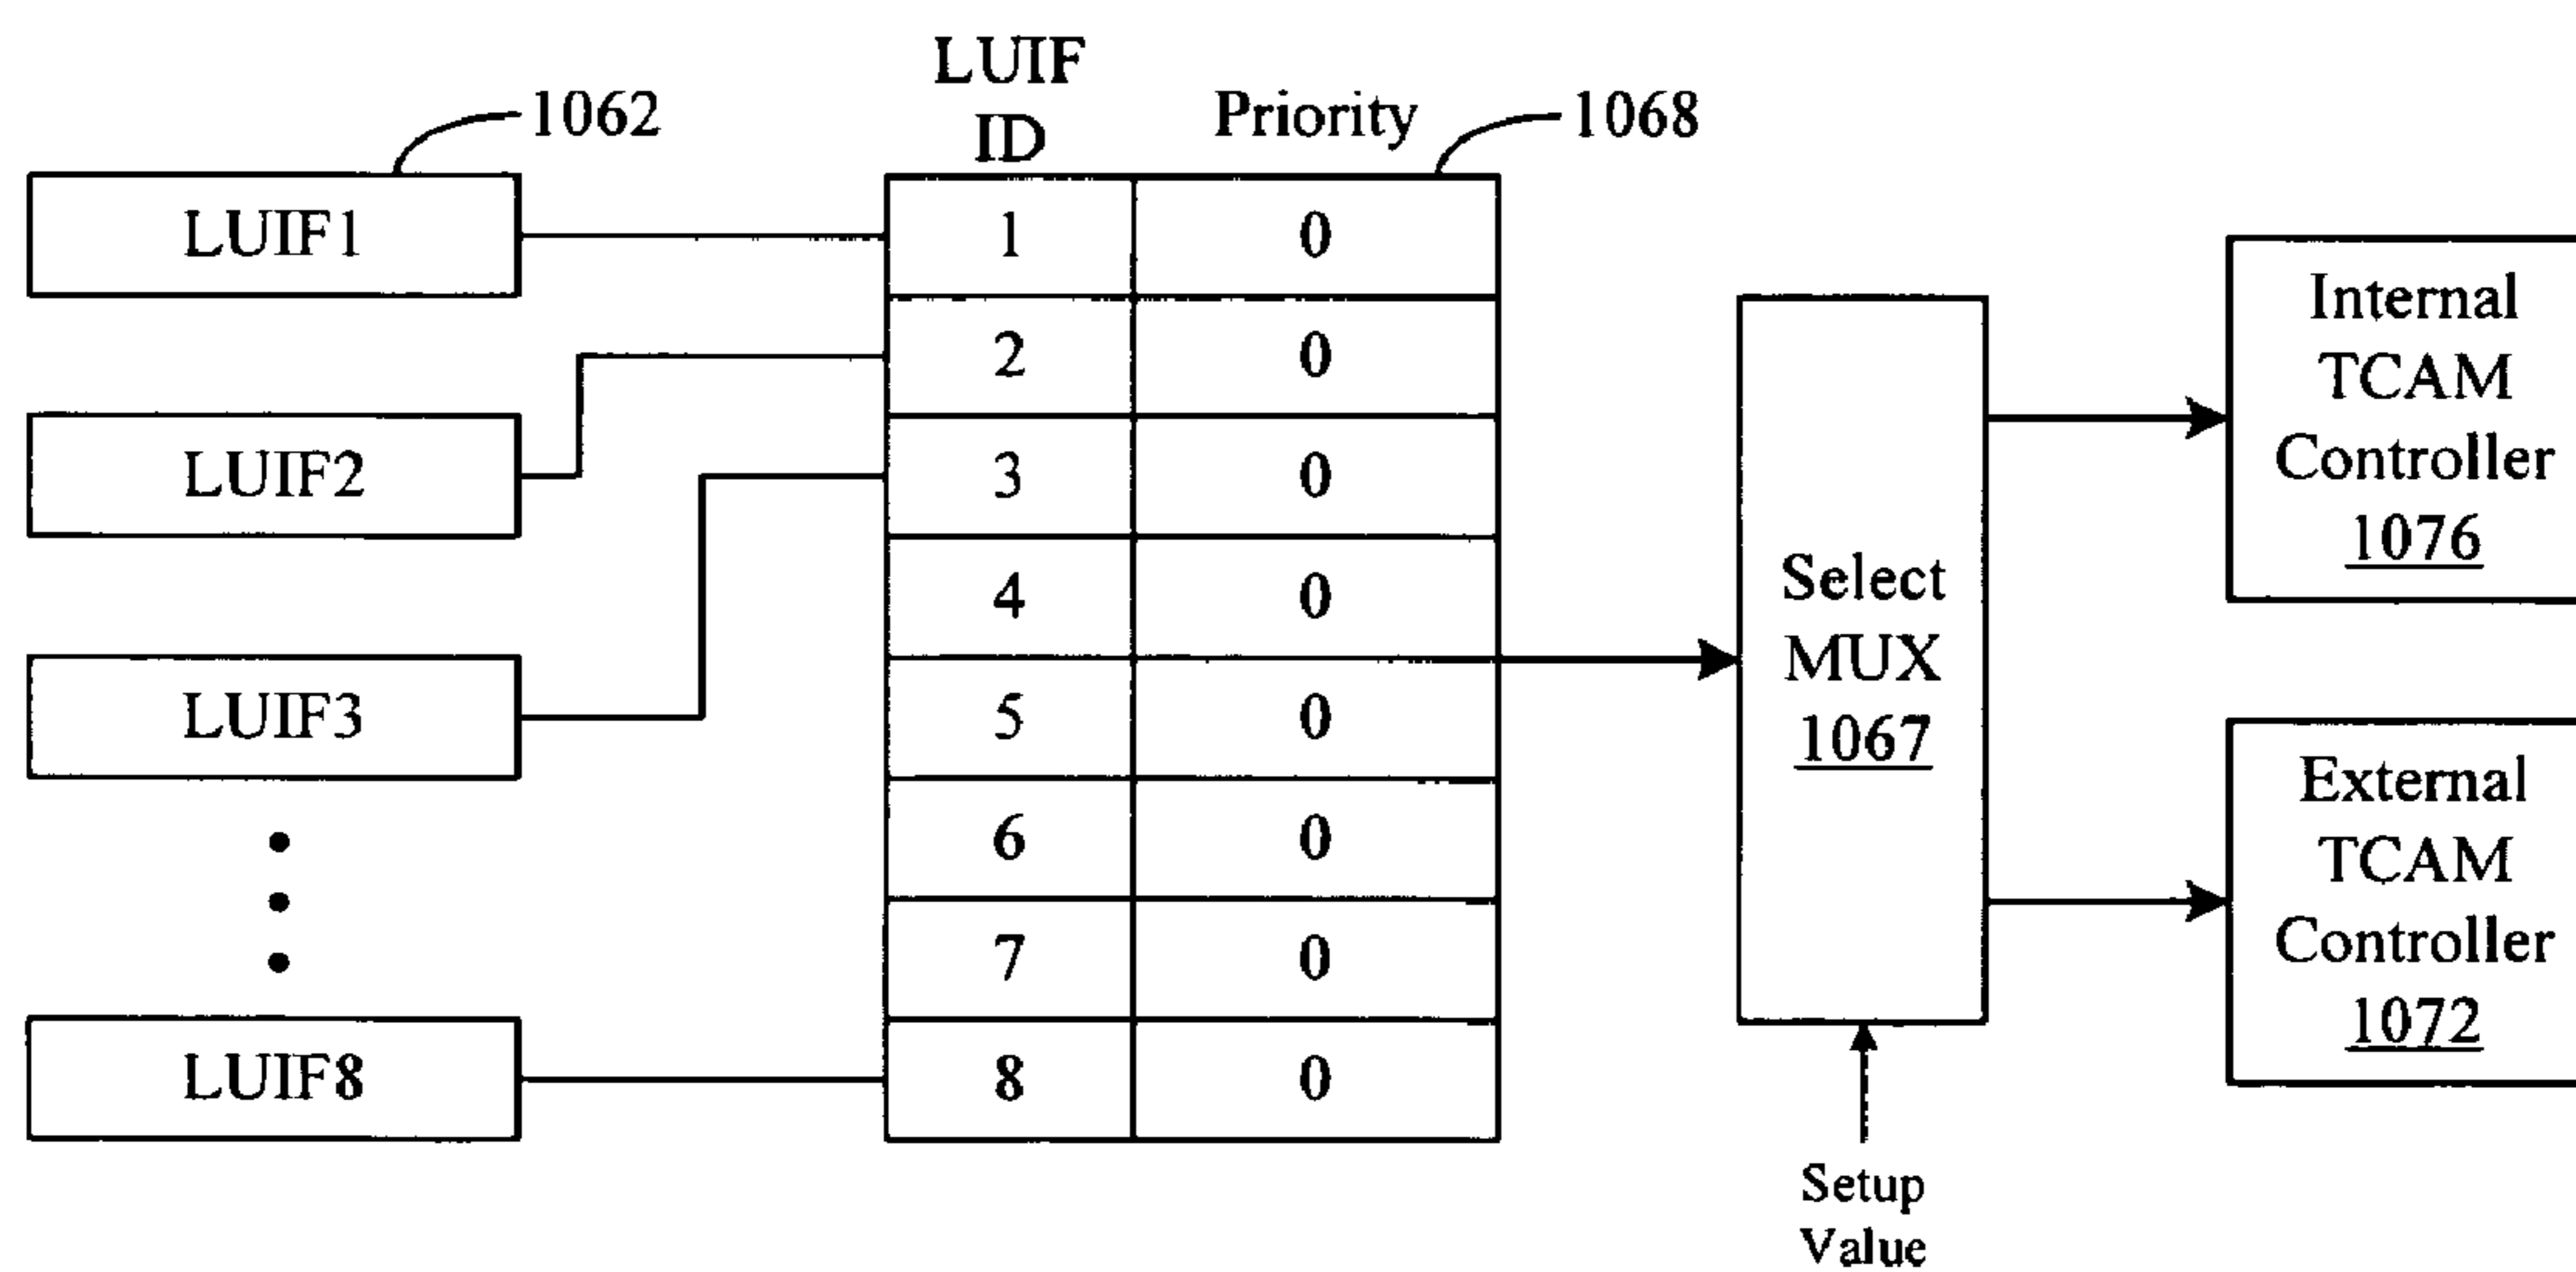 LUIF
ID
Priority
1062
1068
LUIF1
LUIF2
LUIF3
LUIF8
1 0
2 0
3 0
4 0
5 0
6 0
7 0
8 0
Select
MUX
1067
Setup
Value
Internal
TCAM
Controller
1076
External
TCAM
Controller
1072